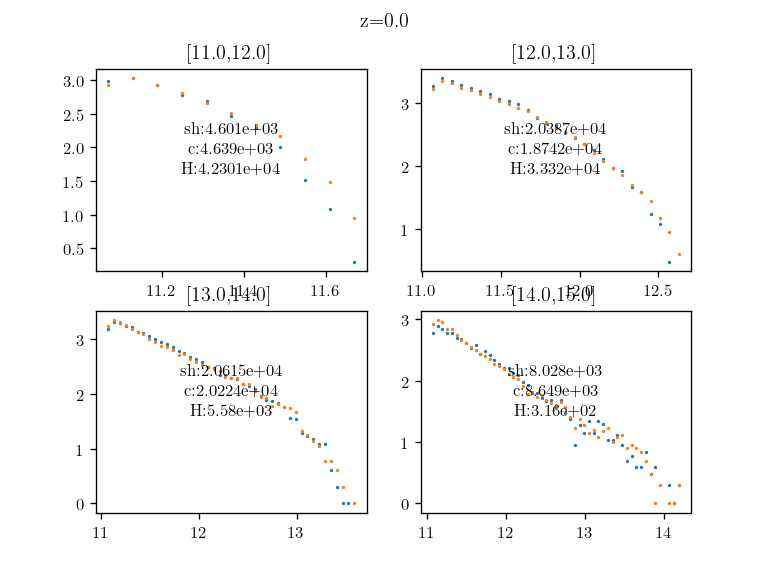 z=0.0
[11.0,12.0]
3.0
2.5
2.0
1.5
1.0
0.5
sh:4.601e+03
c:4.639e+03
H:4.2301e+04
11.2
11.4
11.6
[12.0,13.0]
3
2
1
sh:2.0387e+04
c:1.8742e+04
H:3.332e+04
11.0
11.5
12.0
12.5
[13.0,14.0]
3
2
1
0
sh:2.0615e+04
c:2.0224e+04
H:5.58e+03
11
12
13
[14.0,15.0]
3
2
1
0
sh:8.028e+03
c:8.649e+03
H:3.16e+02
11
12
13
14